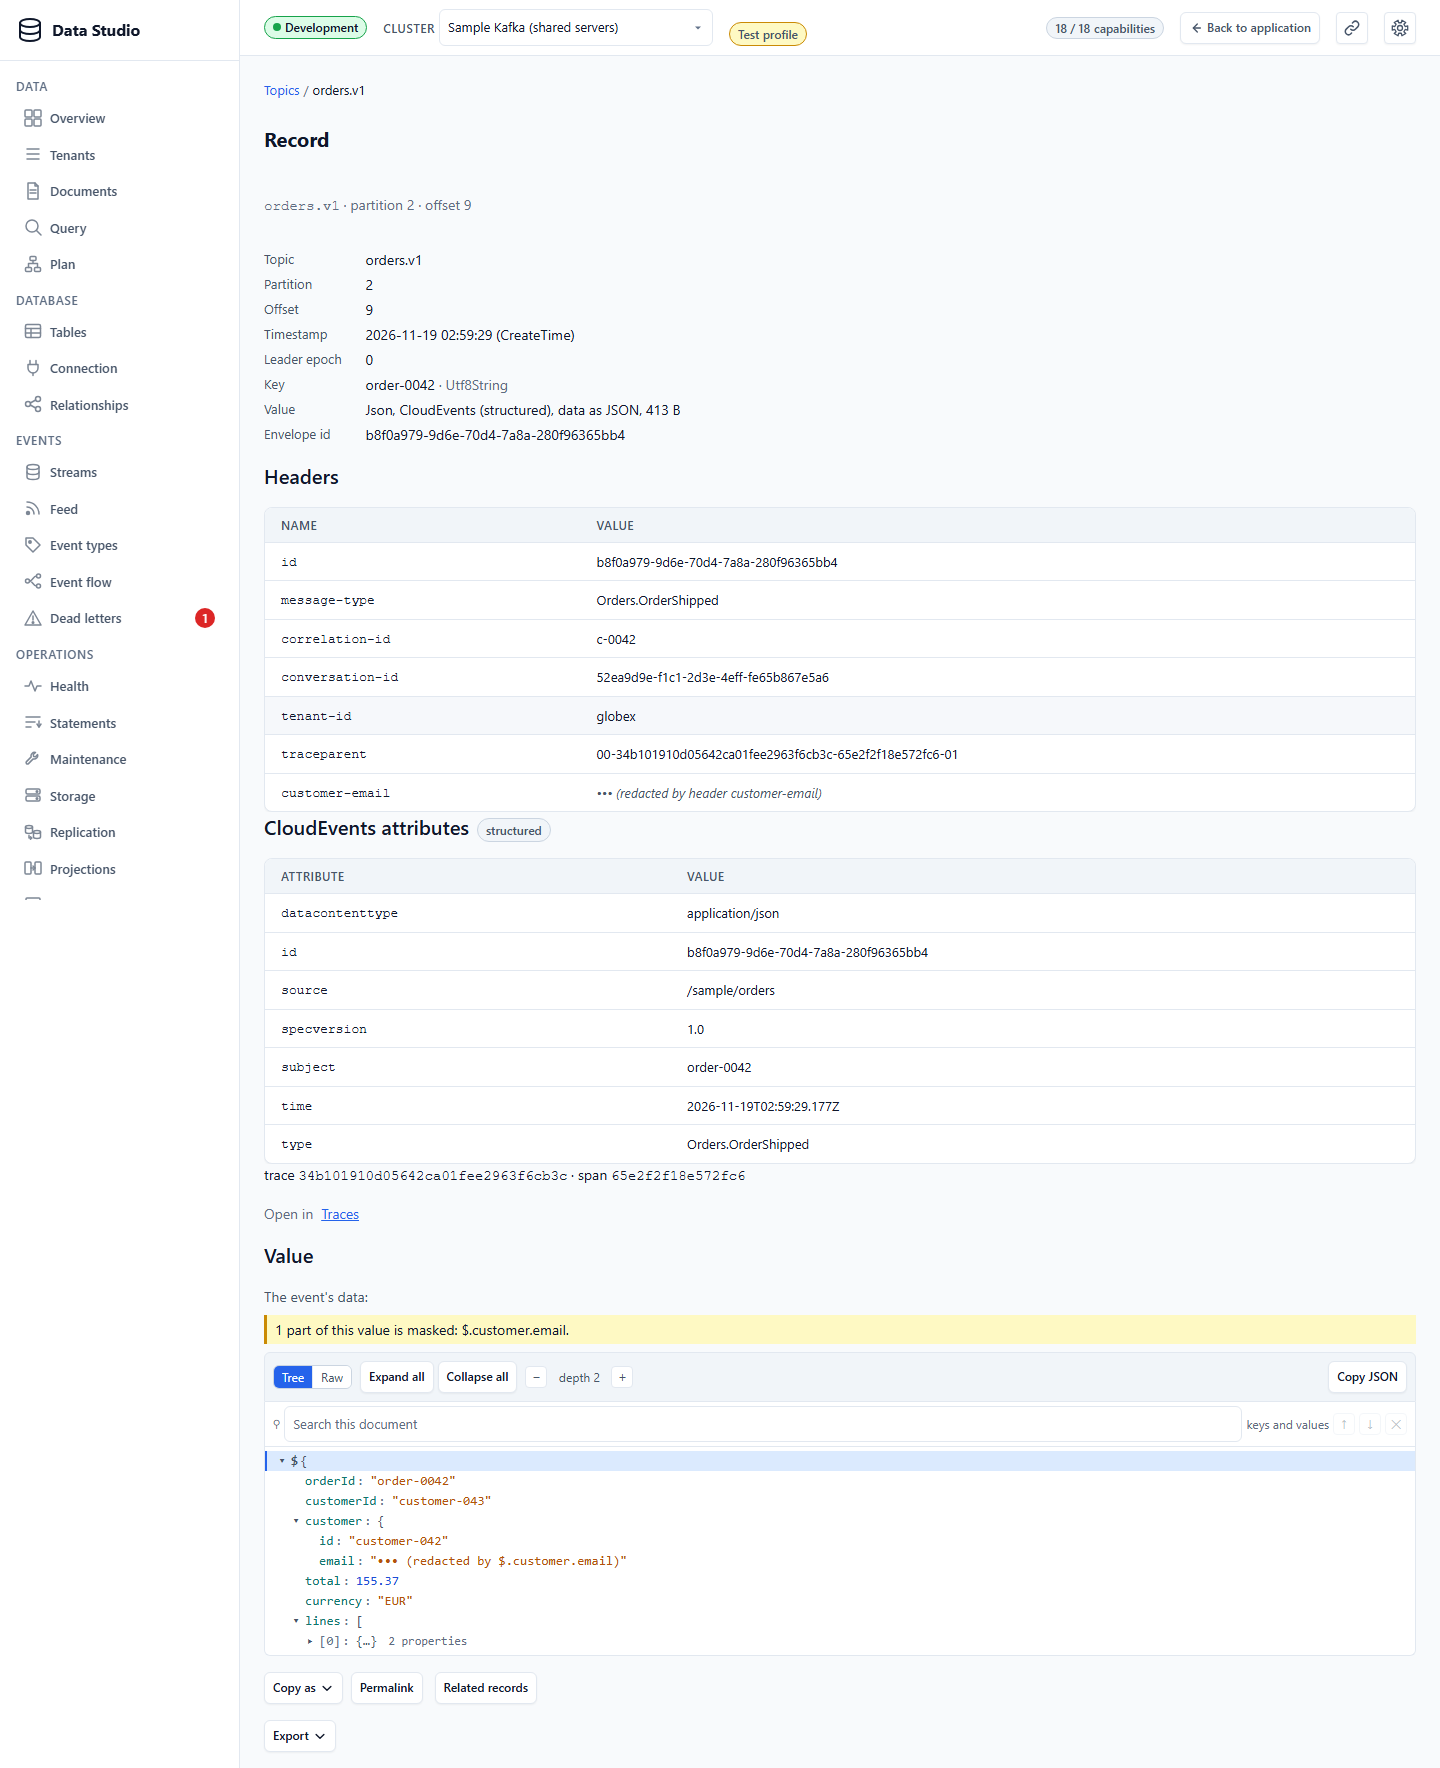 Data Studio
Development
CLUSTER
Sample Kafka (shared servers)
Test profile
18 / 18 capabilities
Back to application
DATA
Overview
Tenants
Documents
Query
Plan
DATABASE
Tables
Connection
Relationships
EVENTS
Streams
Feed
Event types
Event flow
Dead letters 1
OPERATIONS
Health
Statements
Maintenance
Storage
Replication
Projections
Topics / orders.v1
Record
orders.v1 · partition 2 · offset 9
Topic orders.v1
Partition 2
Offset 9
Timestamp 2026-11-19 02:59:29 (CreateTime)
Leader epoch 0
Key order-0042 · Utf8String
Value Json, CloudEvents (structured), data as JSON, 413 B
Envelope id b8f0a979-9d6e-70d4-7a8a-280f96365bb4
Headers
NAME VALUE
id b8f0a979-9d6e-70d4-7a8a-280f96365bb4
message-type Orders.OrderShipped
correlation-id c-0042
conversation-id 52ea9d9e-f1c1-2d3e-4eff-fe65b867e5a6
tenant-id globex
traceparent 00-34b101910d05642ca01fee2963f6cb3c-65e2f2f18e572fc6-01
customer-email ••• (redacted by header customer-email)
CloudEvents attributes structured
ATTRIBUTE VALUE
datacontenttype application/json
id b8f0a979-9d6e-70d4-7a8a-280f96365bb4
source /sample/orders
specversion 1.0
subject order-0042
time 2026-11-19T02:59:29.177Z
type Orders.OrderShipped
trace 34b101910d05642ca01fee2963f6cb3c · span 65e2f2f18e572fc6
Open in Traces
Value
The event's data:
1 part of this value is masked: $.customer.email.
Tree Raw Expand all Collapse all − depth 2 + Copy JSON
Search this document keys and values ↑ ↓ ✕
▾ $ {
orderId: "order-0042"
customerId: "customer-043"
▾ customer: {
id: "customer-042"
email: "••• (redacted by $.customer.email)"
total: 155.37
currency: "EUR"
▾ lines: [
▸ [0]: {…} 2 properties
Copy as Permalink Related records
Export